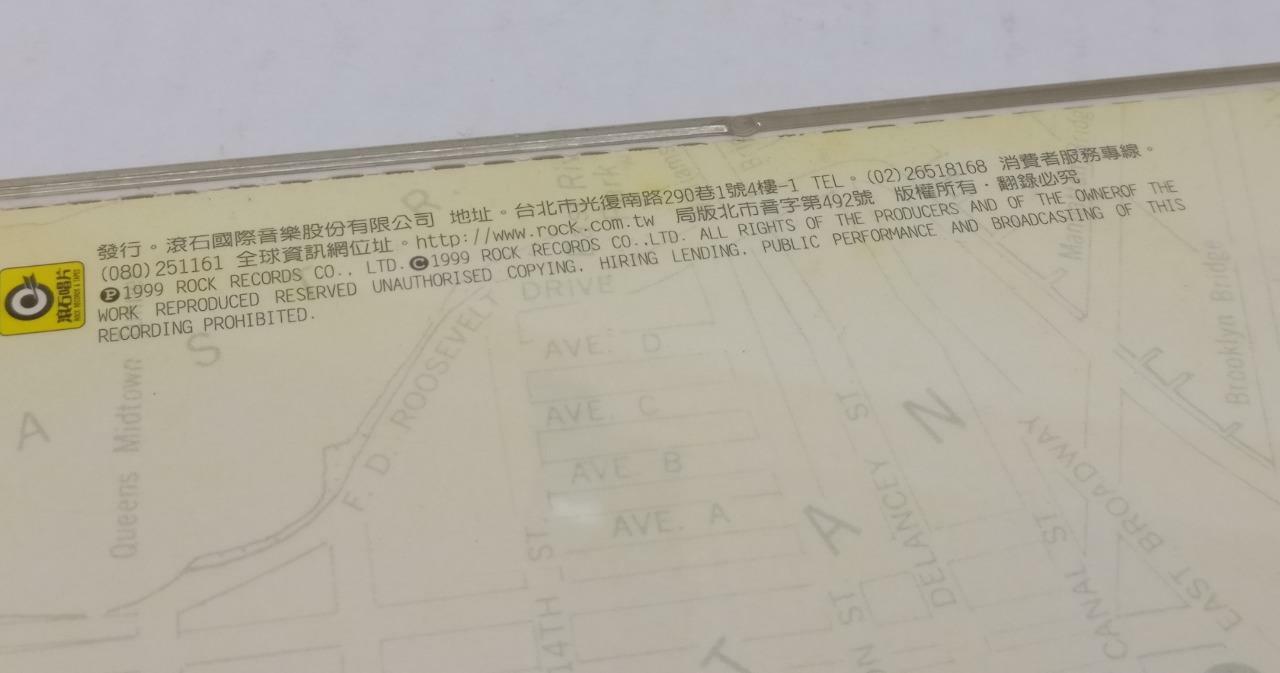 發行。滾石國際音樂股份有限公司 地址。台北市光復南路290巷1號4樓-1 TEL。(02)26518168 消費者服務專線。
(080)251161 全球資訊網位址。http://www.rock.com.tw 局版北市音字第492號 版權所有·翻錄必究
Ⓟ1999 ROCK RECORDS CO., LTD.©1999 ROCK RECORDS CO.,LTD. ALL RIGHTS OF THE PRODUCERS AND OF THE OWNEROF THE
WORK REPRODUCED RESERVED UNAUTHORISED COPYING, HIRING LENDING, PUBLIC PERFORMANCE AND BROADCASTING OF THIS
RECORDING PROHIBITED.
滾石唱片
ROCK RECORDS & TAPES
R.
S
A
Queens Midtown
F. D. ROOSEVELT
DRIVE
AVE. D
AVE. C
AVE. B
AVE. A
14TH ST.
ST.
DELANCEY
N
A
T
ST
CANAL ST
EAST BROADWAY
Brooklyn Bridge